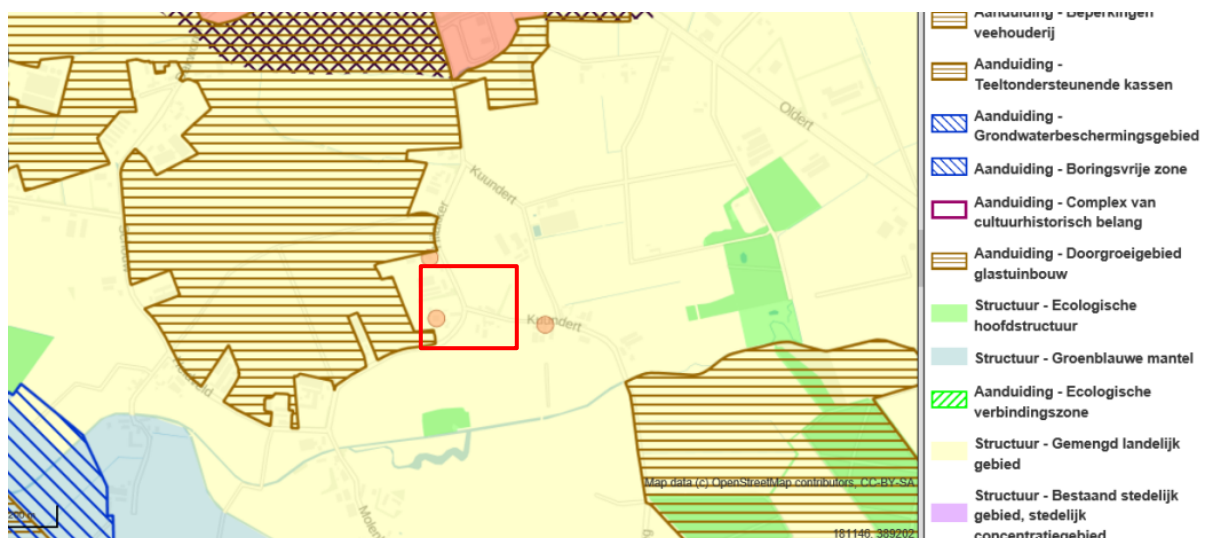 Oldert
Kuundert
Kuundert
Map data (c) OpenStreetMap contributors, CC-BY-SA
181146, 389202
Aanduiding - Beperkingen
veehouderij
Aanduiding -
Teeltondersteunende kassen
Aanduiding -
Grondwaterbeschermingsgebied
Aanduiding - Boringsvrije zone
Aanduiding - Complex van
cultuurhistorisch belang
Aanduiding - Doorgroeigebied
glastuinbouw
Structuur - Ecologische
hoofdstructuur
Structuur - Groenblauwe mantel
Aanduiding - Ecologische
verbindingszone
Structuur - Gemengd landelijk
gebied
Structuur - Bestaand stedelijk
gebied, stedelijk
concentratiegebied